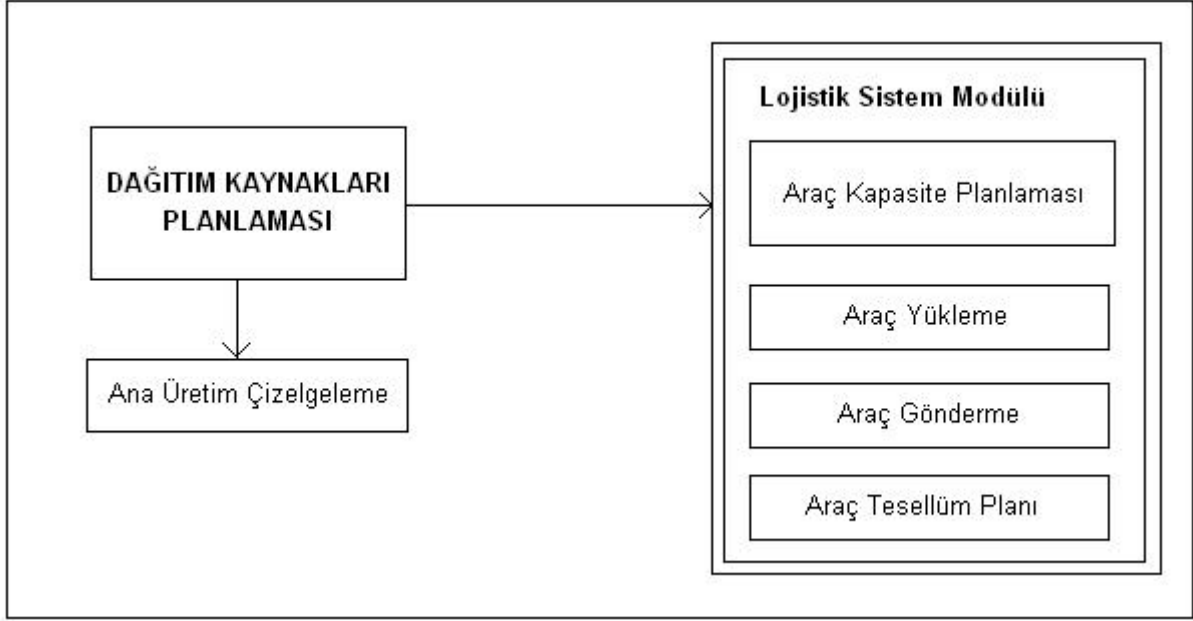 DAĞITIM KAYNAKLARI
PLANLAMASI
Ana Üretim Çizelgeleme
Lojistik Sistem Modülü
Araç Kapasite Planlaması
Araç Yükleme
Araç Gönderme
Araç Tesellüm Planı